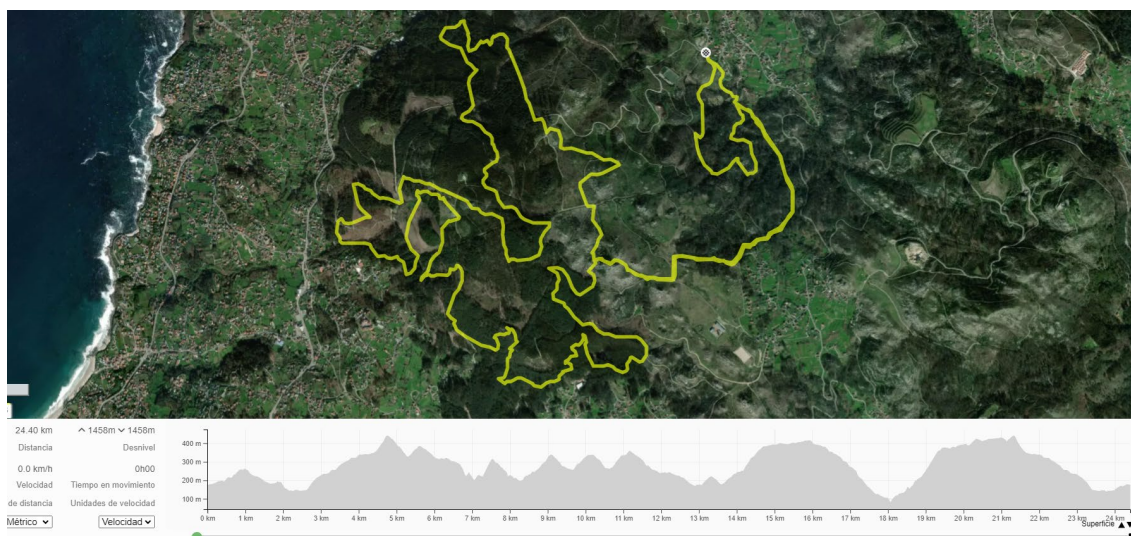 24.40 km
1458m 1458m
Distancia
Desnivel
0.0 km/h
0h00
Velocidad
Tiempo en movimiento
de distancia
Unidades de velocidad
Métrico
Velocidad
400 m
300 m
200 m
100 m
0 km 1 km 2 km 3 km 4 km 5 km 6 km 7 km 8 km 9 km 10 km 11 km 12 km 13 km 14 km 15 km 16 km 17 km 18 km 19 km 20 km 21 km 22 km 23 km 24 km
Superficie